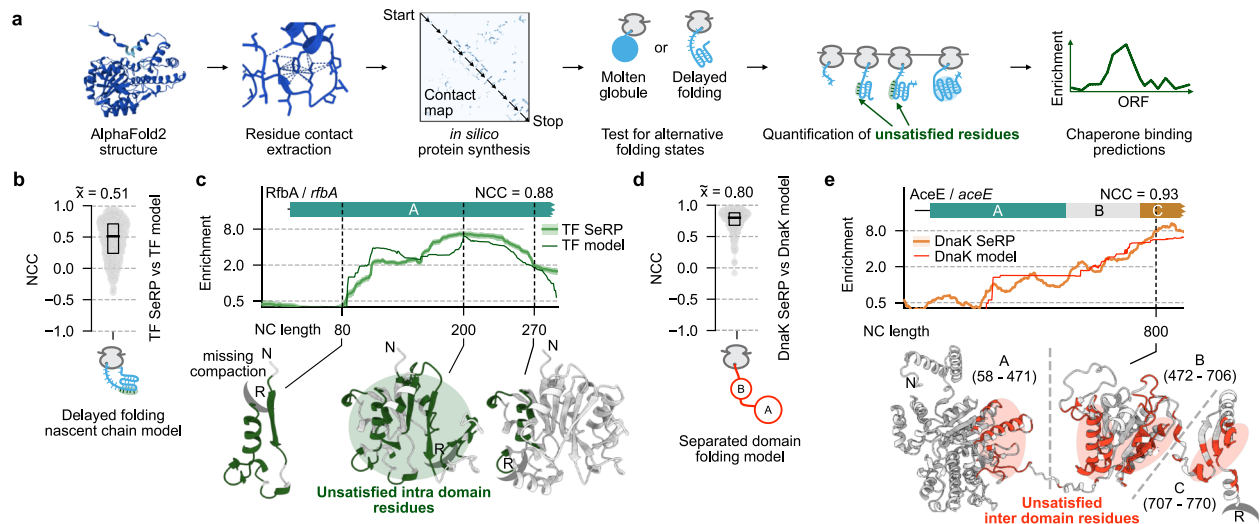 a
AlphaFold2
structure
Residue contact
extraction
Start
Contact
map
Stop
in silico
protein synthesis
or
Molten
globule
Delayed
folding
Test for alternative
folding states
Quantification of unsatisfied residues
Enrichment
ORF
Chaperone binding
predictions
b
x̃ = 0.51
NCC
1.0
0.5
0.0
−0.5
−1.0
TF SeRP vs TF model
Delayed folding
nascent chain model
c
RfbA / rfbA
NCC = 0.88
A
Enrichment
8.0
2.0
0.5
TF SeRP
TF model
NC length
80
200
270
missing
compaction
N
R
N
R
N
R
Unsatisfied intra domain
residues
d
x̃ = 0.80
NCC
1.0
0.5
0.0
−0.5
−1.0
DnaK SeRP vs DnaK model
B
A
Separated domain
folding model
e
AceE / aceE
NCC = 0.93
A
B
C
Enrichment
8.0
2.0
0.5
DnaK SeRP
DnaK model
NC length
800
N
A
(58 - 471)
B
(472 - 706)
C
(707 - 770)
R
Unsatisfied
inter domain residues